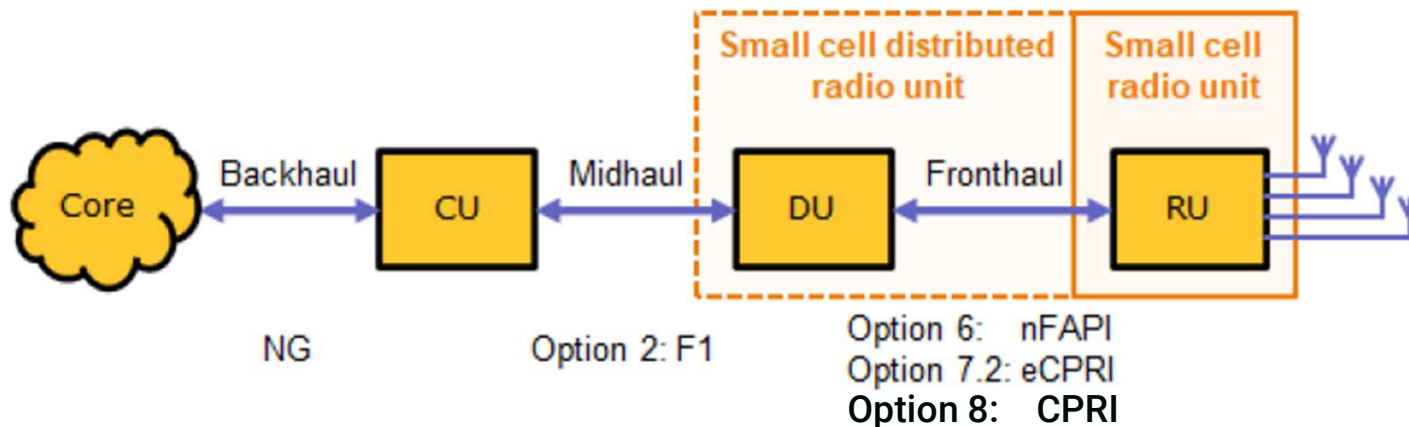 Small cell distributed
radio unit
Small cell
radio unit
Core
Backhaul
CU
Midhaul
DU
Fronthaul
RU
NG
Option 2: F1
Option 6: nFAPI
Option 7.2: eCPRI
Option 8: CPRI